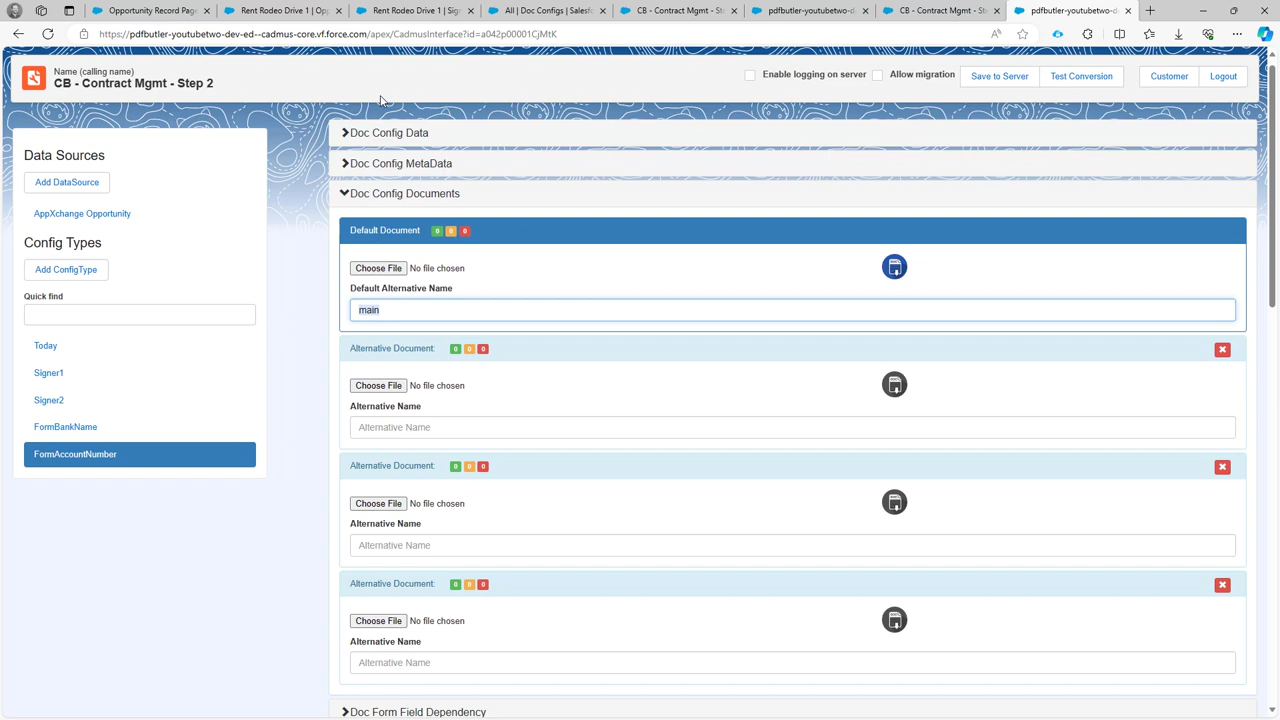 Opportunity Record Page
Rent Rodeo Drive 1 | Opp
Rent Rodeo Drive 1 | Sig
All | Doc Configs | Salesfo
CB - Contract Mgmt - Ste
pdfbutler-youtubetwo-de
CB - Contract Mgmt - Ste
pdfbutler-youtubetwo-de
https://pdfbutler-youtubetwo-dev-ed--cadmus-core.vf.force.com/apex/CadmusInterface?id=a042p00001CjMtK
Name (calling name)
CB - Contract Mgmt - Step 2
Enable logging on server
Allow migration
Save to Server
Test Conversion
Customer
Logout
Data Sources
Add DataSource
AppXchange Opportunity
Config Types
Add ConfigType
Quick find
Today
Signer1
Signer2
FormBankName
FormAccountNumber
Doc Config Data
Doc Config MetaData
Doc Config Documents
Default Document 0 0 0
Choose File No file chosen
Default Alternative Name
main
Alternative Document: 0 0 0
Choose File No file chosen
Alternative Name
Alternative Name
Alternative Document: 0 0 0
Choose File No file chosen
Alternative Name
Alternative Name
Alternative Document: 0 0 0
Choose File No file chosen
Alternative Name
Alternative Name
Doc Form Field Dependency